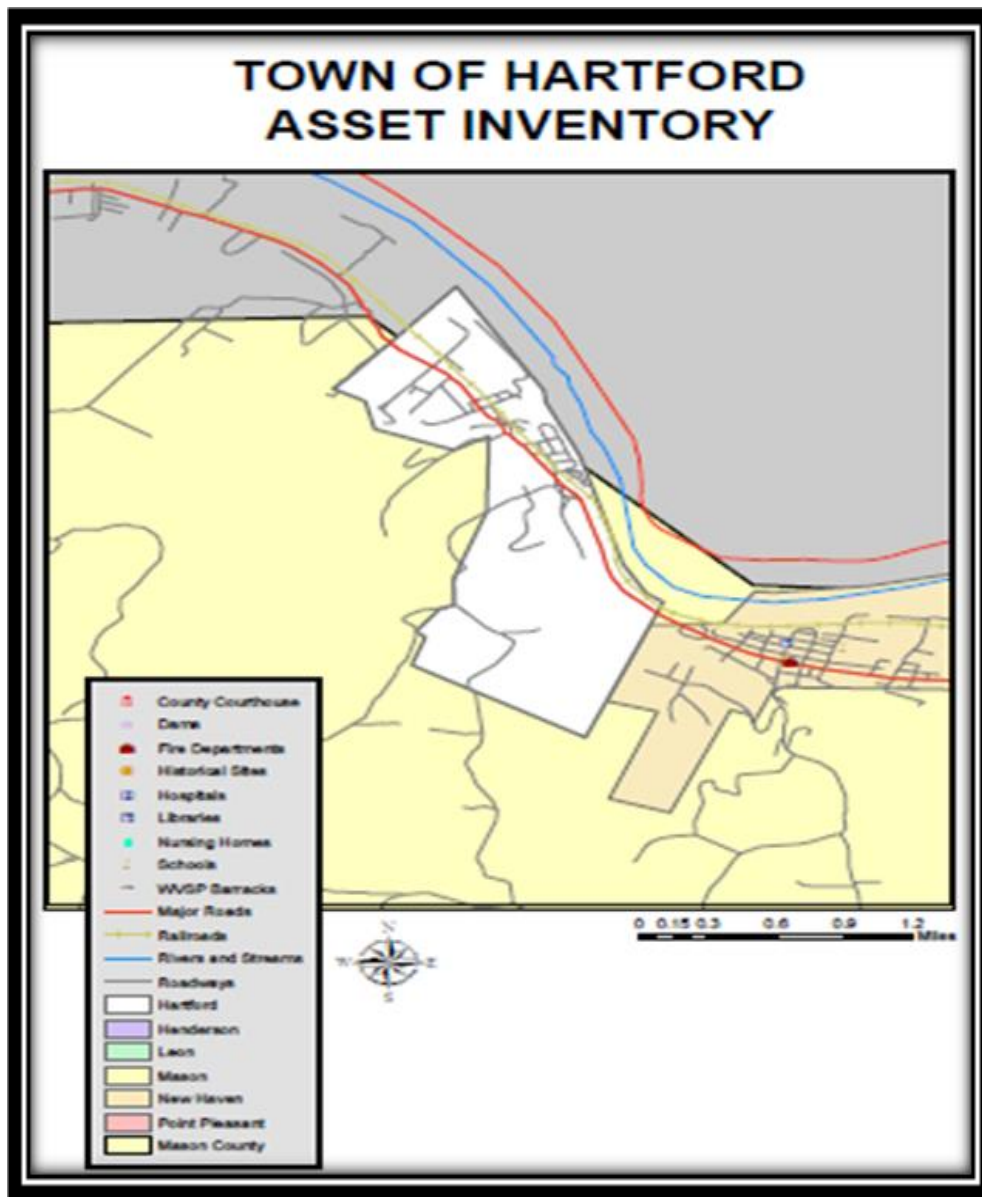 TOWN OF HARTFORD
ASSET INVENTORY
County Courthouse
Dams
Fire Departments
Historical Sites
Hospitals
Libraries
Nursing Homes
Schools
WVSP Barracks
Major Roads
Railroads
Rivers and Streams
Roadways
Hartford
Henderson
Leon
Mason
New Haven
Point Pleasant
Mason County
N
W E
S
0 0.15 0.3 0.6 0.9 1.2
Miles